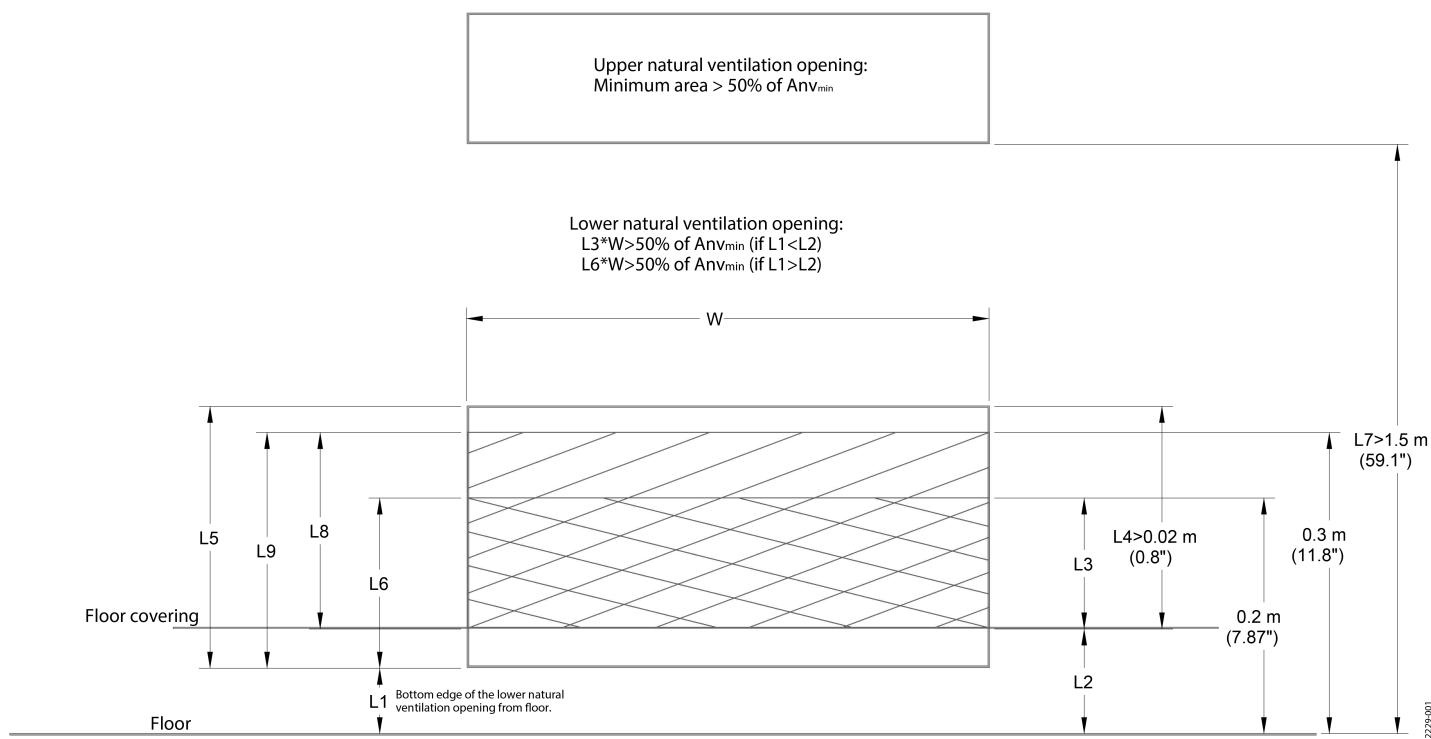 Upper natural ventilation opening:
Minimum area > 50% of Anvmin
Lower natural ventilation opening:
L3*W>50% of Anvmin (if L1<L2)
L6*W>50% of Anvmin (if L1>L2)
W
L7>1.5 m
(59.1")
L5
L9
L8
L6
L3
L4>0.02 m
(0.8")
0.3 m
(11.8")
0.2 m
(7.87")
Floor covering
L1
Bottom edge of the lower natural
ventilation opening from floor.
L2
Floor
2229-001